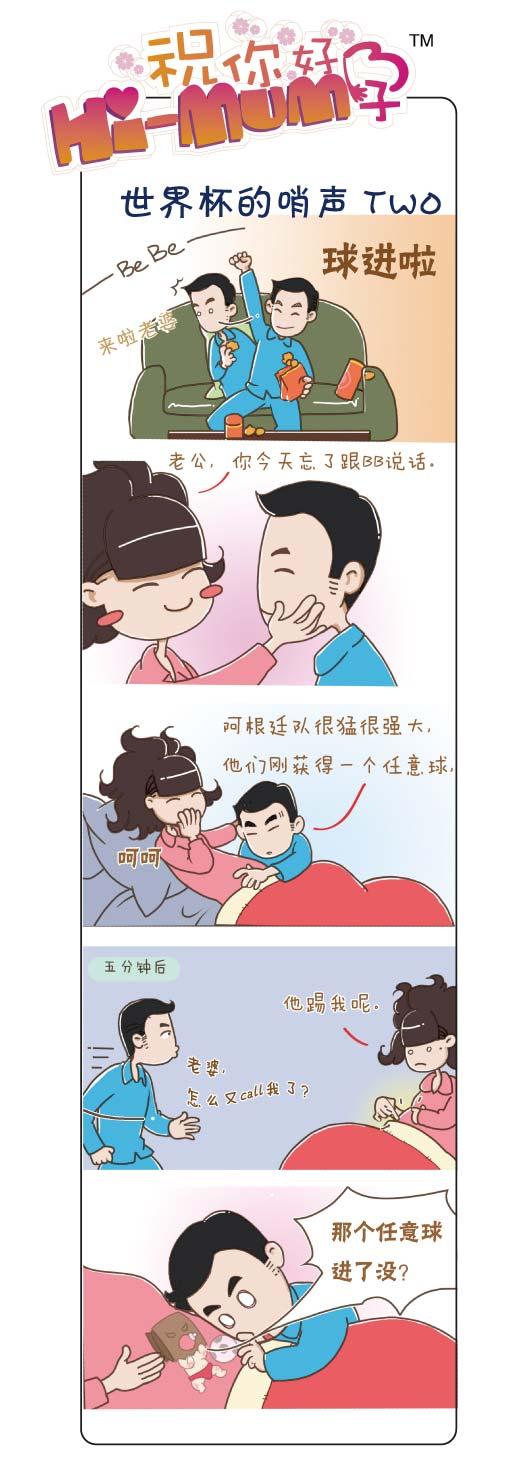 祝你好孕
TM
Hi-Mum
世界杯的哨声 TWO
BeBe
球进啦
来啦老婆
老公，你今天忘了跟BB说话。
阿根廷队很猛很强大，
他们刚获得一个任意球，
呵呵
五分钟后
他踢我呢。
老婆，
怎么又call我了？
那个任意球
进了没？